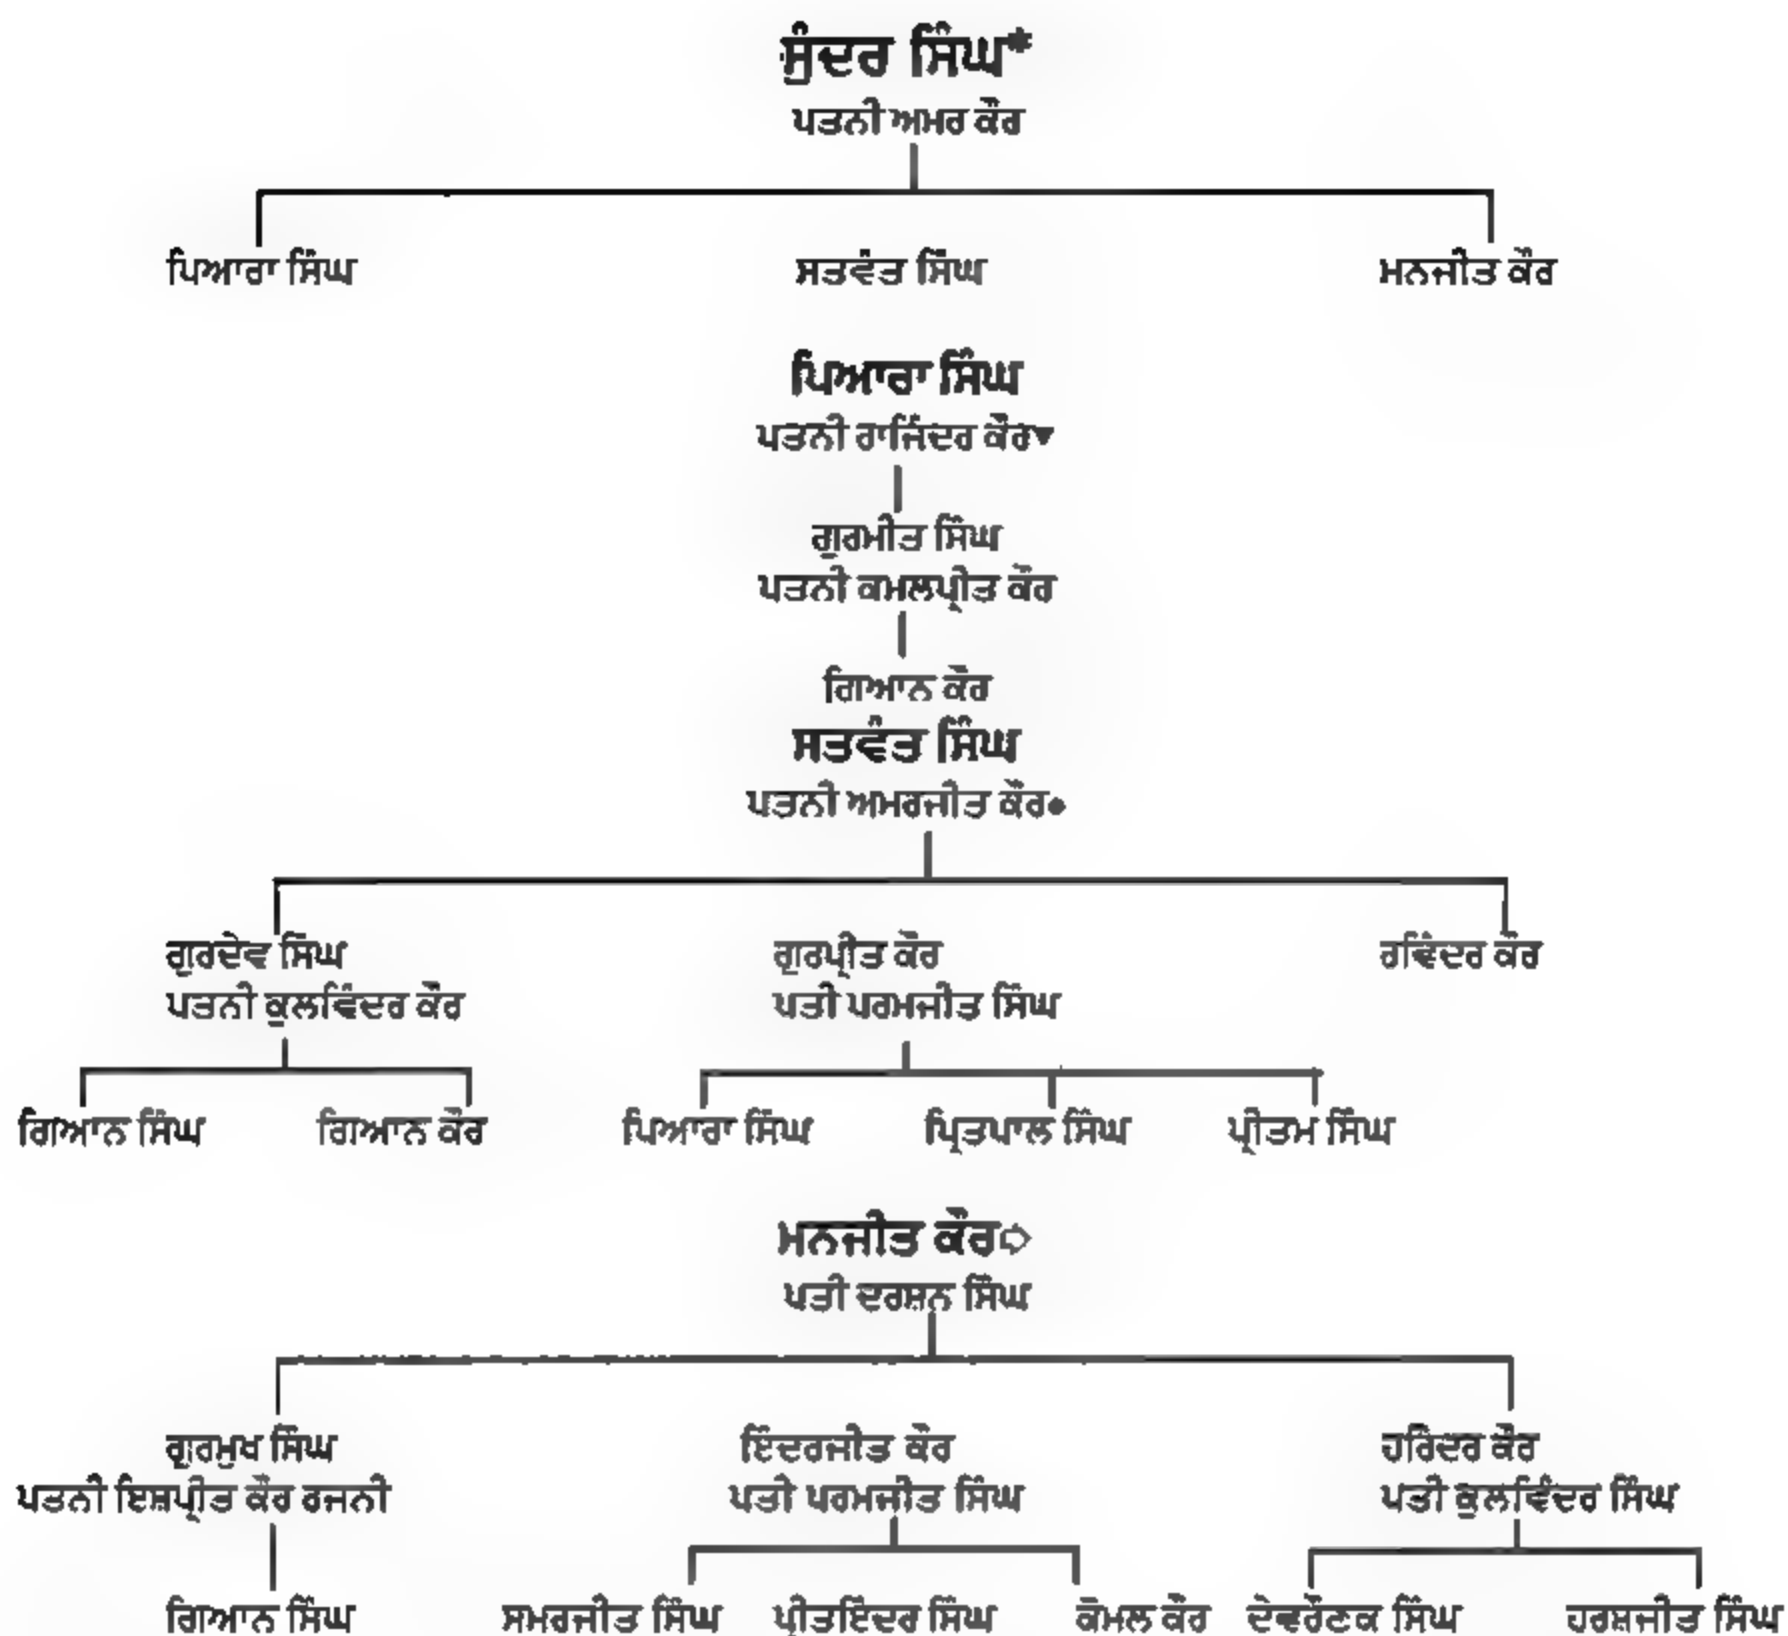 ਸੁੰਦਰ ਸਿੰਘ*
ਪਤਨੀ ਅਮਰ ਕੌਰ
ਪਿਆਰਾ ਸਿੰਘ ਸਤਵੰਤ ਸਿੰਘ ਮਨਜੀਤ ਕੌਰ
ਪਿਆਰਾ ਸਿੰਘ
ਪਤਨੀ ਰਾਜਿੰਦਰ ਕੌਰ▼
ਗੁਰਮੀਤ ਸਿੰਘ
ਪਤਨੀ ਕਮਲਪ੍ਰੀਤ ਕੌਰ
ਗਿਆਨ ਕੌਰ
ਸਤਵੰਤ ਸਿੰਘ
ਪਤਨੀ ਅਮਰਜੀਤ ਕੌਰ●
ਗੁਰਦੇਵ ਸਿੰਘ ਗੁਰਪ੍ਰੀਤ ਕੌਰ ਰਵਿੰਦਰ ਕੌਰ
ਪਤਨੀ ਕੁਲਵਿੰਦਰ ਕੌਰ ਪਤੀ ਪਰਮਜੀਤ ਸਿੰਘ
ਗਿਆਨ ਸਿੰਘ ਗਿਆਨ ਕੌਰ ਪਿਆਰਾ ਸਿੰਘ ਪ੍ਰਿਤਪਾਲ ਸਿੰਘ ਪ੍ਰੀਤਮ ਸਿੰਘ
ਮਨਜੀਤ ਕੌਰ➪
ਪਤੀ ਦਰਸ਼ਨ ਸਿੰਘ
ਗੁਰਮੁਖ ਸਿੰਘ ਇੰਦਰਜੀਤ ਕੌਰ ਹਰਿੰਦਰ ਕੌਰ
ਪਤਨੀ ਇਸ਼ਪ੍ਰੀਤ ਕੌਰ ਰਜਨੀ ਪਤੀ ਪਰਮਜੀਤ ਸਿੰਘ ਪਤੀ ਕੁਲਵਿੰਦਰ ਸਿੰਘ
ਗਿਆਨ ਸਿੰਘ ਸਮਰਜੀਤ ਸਿੰਘ ਪ੍ਰੀਤਇੰਦਰ ਸਿੰਘ ਕੋਮਲ ਕੌਰ ਦੇਵਰੌਣਕ ਸਿੰਘ ਹਰਸ਼ਜੀਤ ਸਿੰਘ